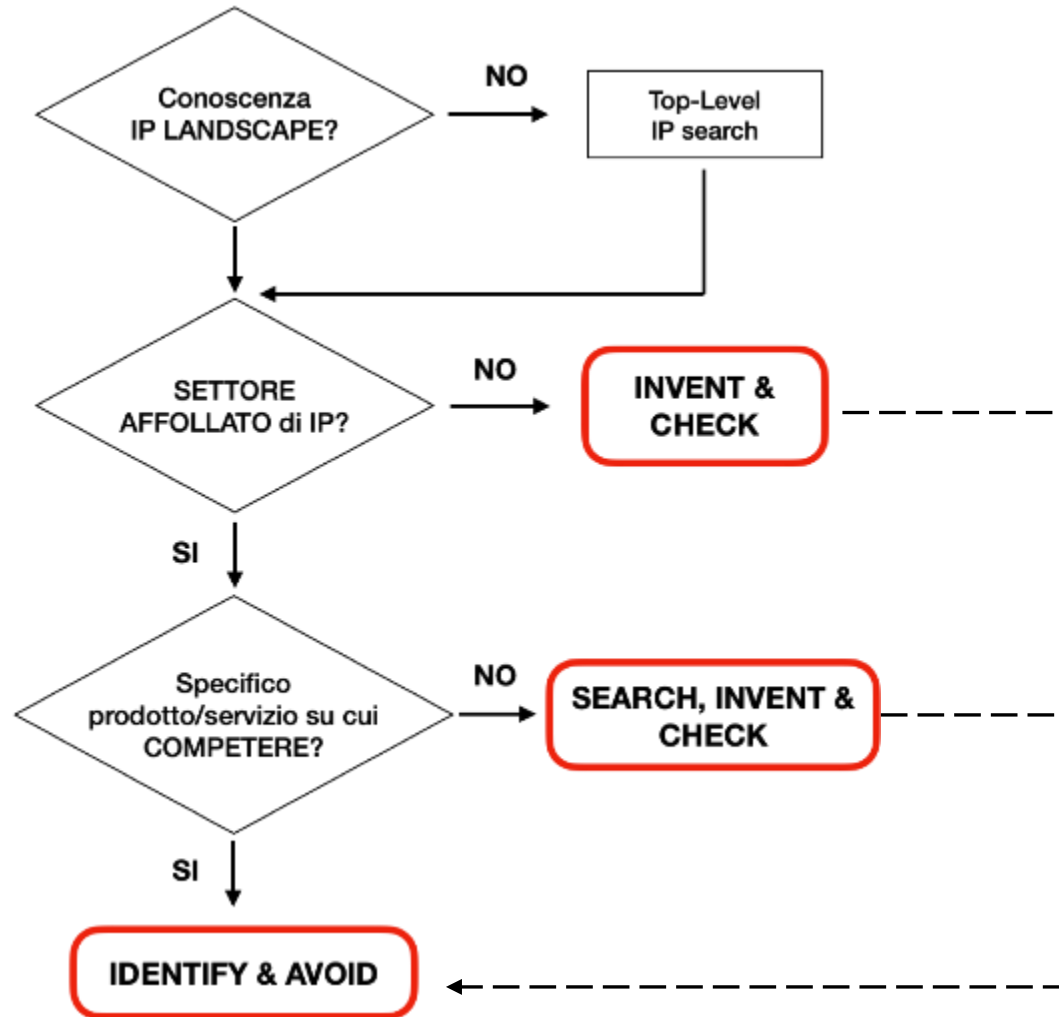 Conoscenza
IP LANDSCAPE?
NO
Top-Level
IP search
SETTORE
AFFOLLATO di IP?
NO
INVENT &
CHECK
SI
Specifico
prodotto/servizio su cui
COMPETERE?
NO
SEARCH, INVENT &
CHECK
SI
IDENTIFY & AVOID